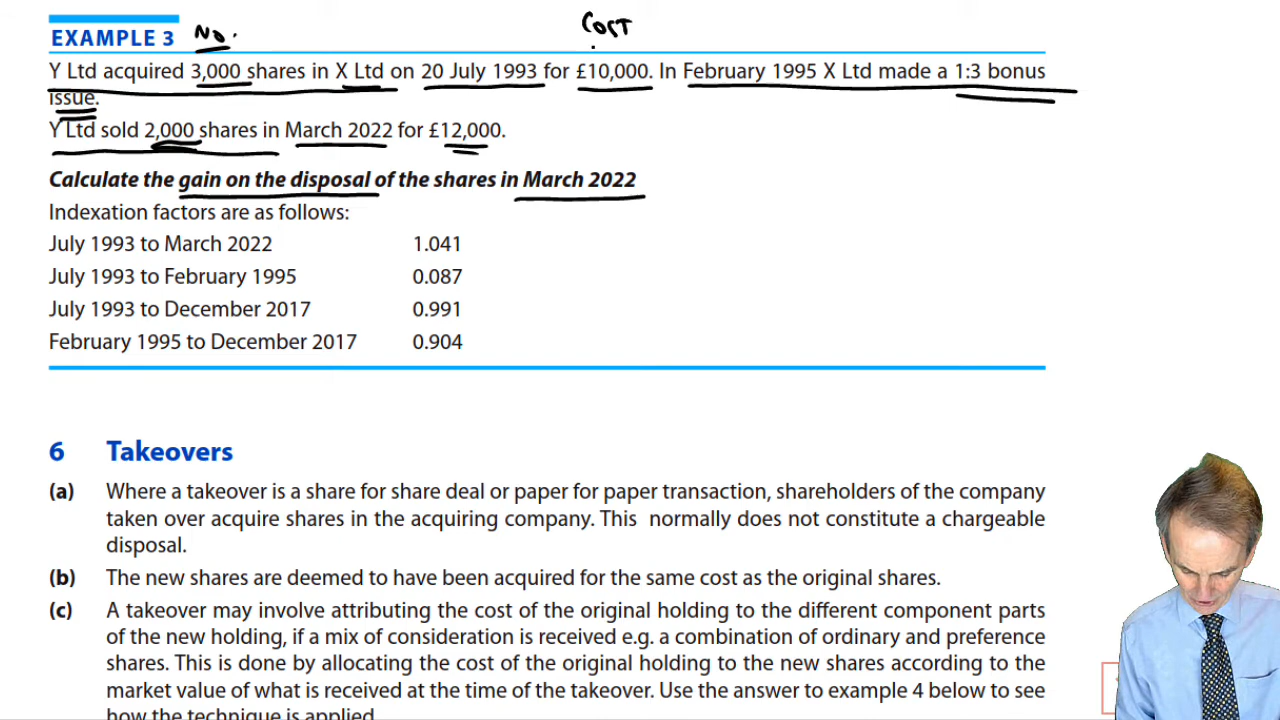 EXAMPLE 3 No. COST
Y Ltd acquired 3,000 shares in X Ltd on 20 July 1993 for £10,000. In February 1995 X Ltd made a 1:3 bonus
issue.
Y Ltd sold 2,000 shares in March 2022 for £12,000.
Calculate the gain on the disposal of the shares in March 2022
Indexation factors are as follows:
July 1993 to March 2022 1.041
July 1993 to February 1995 0.087
July 1993 to December 2017 0.991
February 1995 to December 2017 0.904
6 Takeovers
(a) Where a takeover is a share for share deal or paper for paper transaction, shareholders of the company
taken over acquire shares in the acquiring company. This normally does not constitute a chargeable
disposal.
(b) The new shares are deemed to have been acquired for the same cost as the original shares.
(c) A takeover may involve attributing the cost of the original holding to the different component parts
of the new holding, if a mix of consideration is received e.g. a combination of ordinary and preference
shares. This is done by allocating the cost of the original holding to the new shares according to the
market value of what is received at the time of the takeover. Use the answer to example 4 below to see
how the technique is applied.